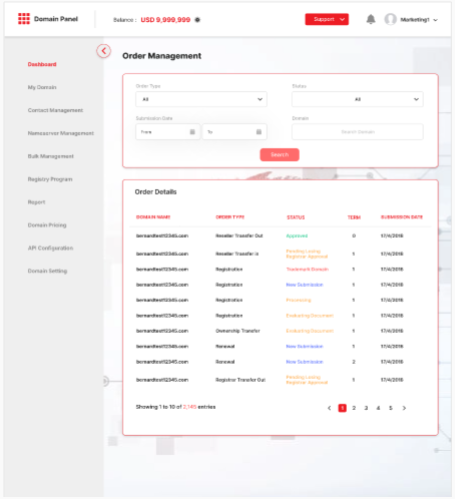 Domain Panel
Balance : USD 9,999,999
Support
Marketing1
Dashboard
My Domain
Contact Management
Nameserver Management
Bulk Management
Registry Program
Report
Domain Pricing
API Configuration
Domain Setting
Order Management
Order Type
Status
All
All
Submission Date
Domain
From
To
Search Domain
Search
Order Details
DOMAIN NAME ORDER TYPE STATUS TERM SUBMISSION DATE
bernardtest12345.com Reseller Transfer Out Approved 0 17/4/2018
bernardtest12345.com Reseller Transfer In Pending Losing Registrar Approval 1 17/4/2018
bernardtest12345.com Registration Trademark Domain 1 17/4/2018
bernardtest12345.com Registration New Submission 1 17/4/2018
bernardtest12345.com Registration Processing 1 17/4/2018
bernardtest12345.com Registration Evaluating Document 1 17/4/2018
bernardtest12345.com Ownership Transfer Evaluating Document 1 17/4/2018
bernardtest12345.com Renewal New Submission 1 17/4/2018
bernardtest12345.com Renewal New Submission 2 17/4/2018
bernardtest12345.com Registrar Transfer Out Pending Losing Registrar Approval 1 17/4/2018
Showing 1 to 10 of 2,145 entries
< 1 2 3 4 5 >